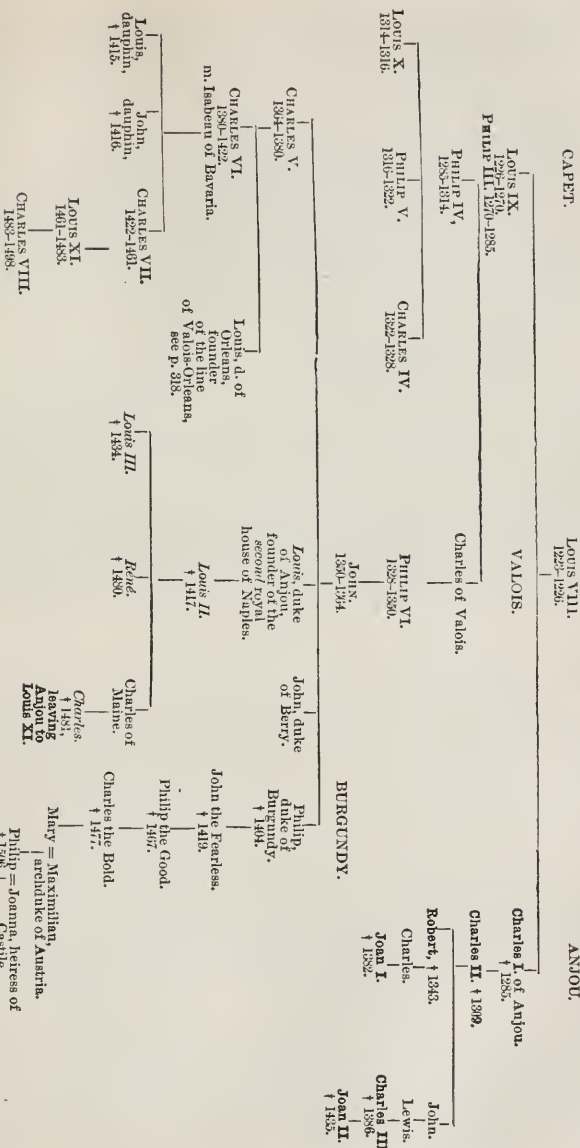 LOUIS VIII.
1223-1226.
CAPET.
VALOIS.
ANJOU.
LOUIS IX.
1226-1270.
PHILIP III. 1270-1285.
Charles I. of Anjou.
† 1285.
PHILIP IV,
1285-1314.
Charles of Valois.
Charles II. † 1309.
LOUIS X.
1314-1316.
PHILIP V.
1316-1322.
CHARLES IV.
1322-1328.
PHILIP VI.
1328-1350.
Robert, † 1343.
John.
Charles.
Lewis.
JOHN.
1350-1364.
BURGUNDY.
Joan I.
† 1382.
Charles III
† 1386.
Joan II.
† 1435.
CHARLES V.
1364-1380.
Louis, duke
of Anjou,
founder of the
second royal
house of Naples.
John, duke
of Berry.
Philip,
duke of
Burgundy.
† 1404.
CHARLES VI.
1380-1422.
m. Isabeau of Bavaria.
Louis, d. of
Orleans,
founder
of the line
of Valois-Orleans,
see p. 318.
Louis II.
† 1417.
John the Fearless.
† 1419.
Philip the Good.
† 1467.
Louis,
dauphin,
† 1415.
John,
dauphin,
† 1416.
CHARLES VII.
1422-1461.
Louis III.
† 1434.
René.
† 1480.
Charles of
Maine.
Charles the Bold.
† 1477.
LOUIS XI.
1461-1483.
Charles.
† 1481,
leaving
Anjou to
Louis XI.
Mary = Maximilian,
archduke of Austria.
CHARLES VIII.
1483-1498.
Philip = Joanna, heiress of
† 1506
Castile